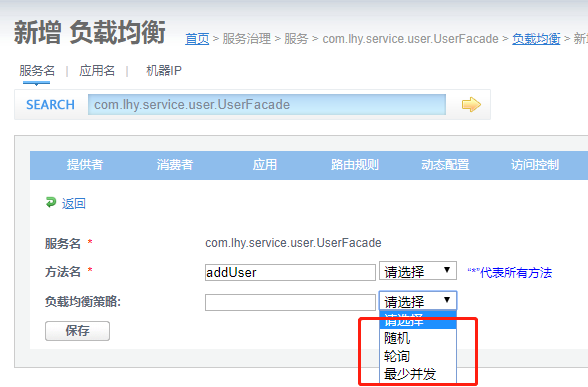 新增 负载均衡
首页 > 服务治理 > 服务 > com.lhy.service.user.UserFacade > 负载均衡 > 新
服务名 | 应用名 | 机器IP
SEARCH com.lhy.service.user.UserFacade
提供者 消费者 应用 路由规则 动态配置 访问控制
返回
服务名 * com.lhy.service.user.UserFacade
方法名 * addUser 请选择 “*”代表所有方法
负载均衡策略: 请选择
请选择
随机
轮询
最少并发
保存